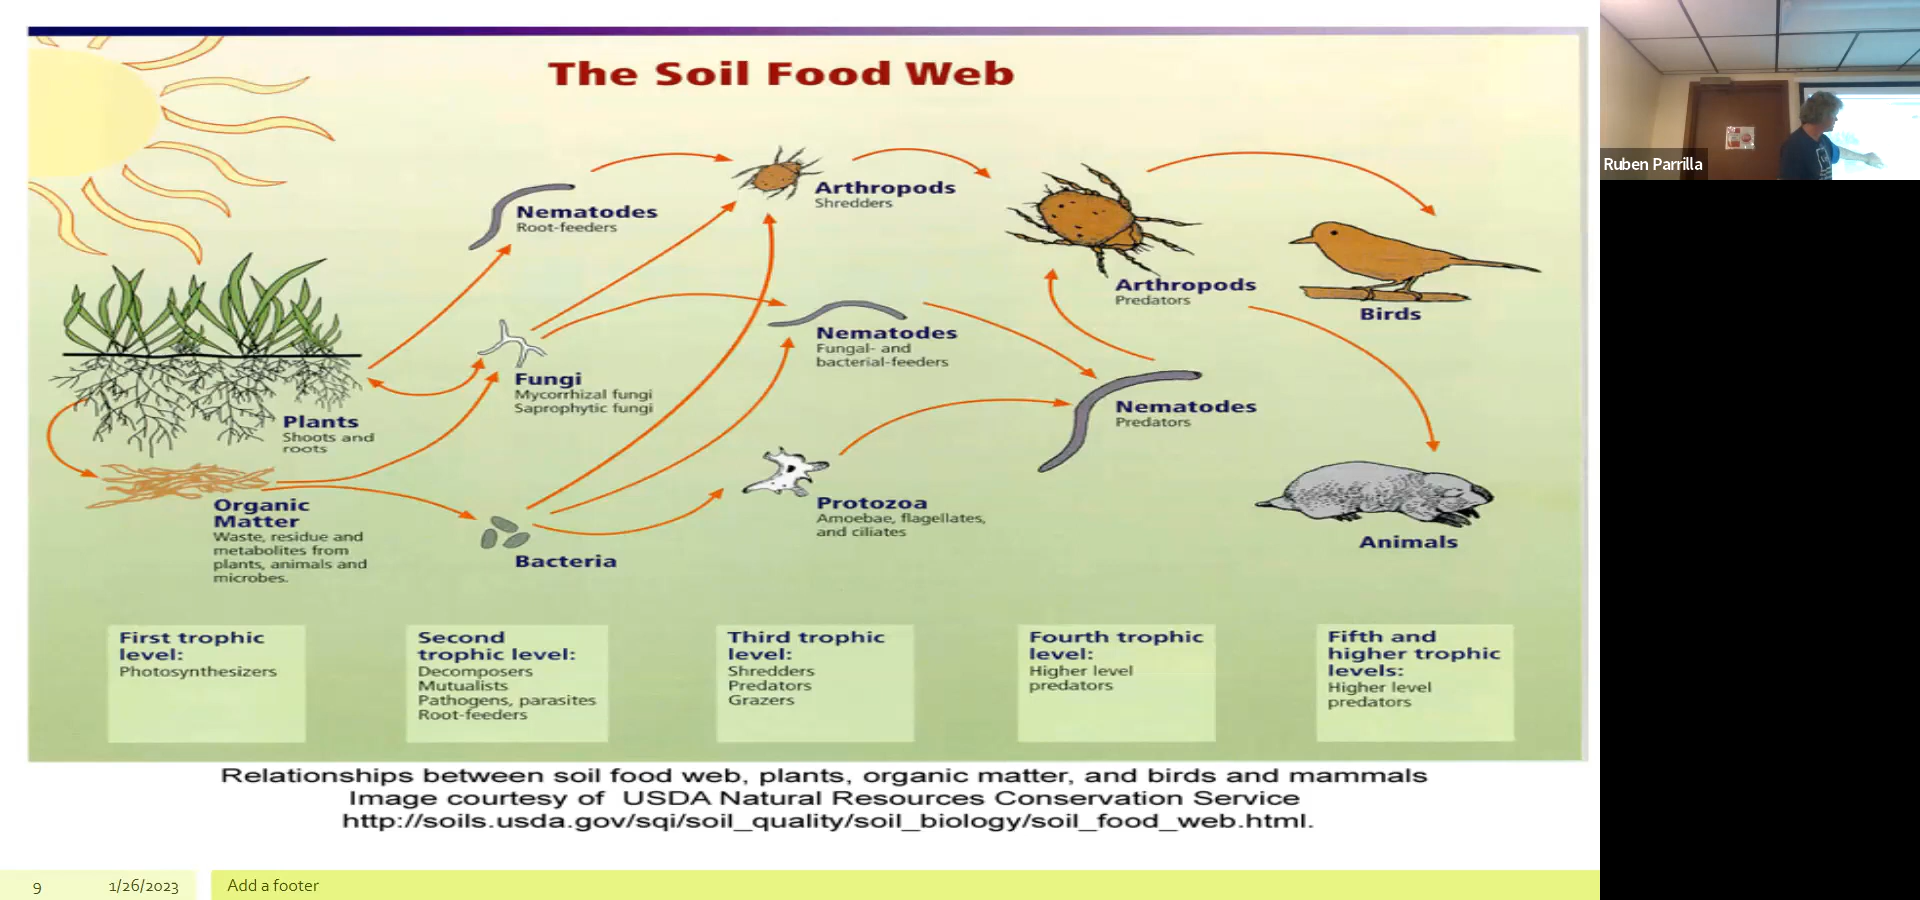 The Soil Food Web
Ruben Parrilla
Nematodes
Root-feeders
Arthropods
Shredders
Arthropods
Predators
Birds
Nematodes
Fungal- and
bacterial-feeders
Fungi
Mycorrhizal fungi
Saprophytic fungi
Nematodes
Predators
Plants
Shoots and
roots
Organic
Matter
Waste, residue and
metabolites from
plants, animals and
microbes.
Bacteria
Protozoa
Amoebae, flagellates,
and ciliates
Animals
First trophic
level:
Photosynthesizers
Second
trophic level:
Decomposers
Mutualists
Pathogens, parasites
Root-feeders
Third trophic
level:
Shredders
Predators
Grazers
Fourth trophic
level:
Higher level
predators
Fifth and
higher trophic
levels:
Higher level
predators
Relationships between soil food web, plants, organic matter, and birds and mammals
Image courtesy of USDA Natural Resources Conservation Service
http://soils.usda.gov/sqi/soil_quality/soil_biology/soil_food_web.html.
9
1/26/2023
Add a footer